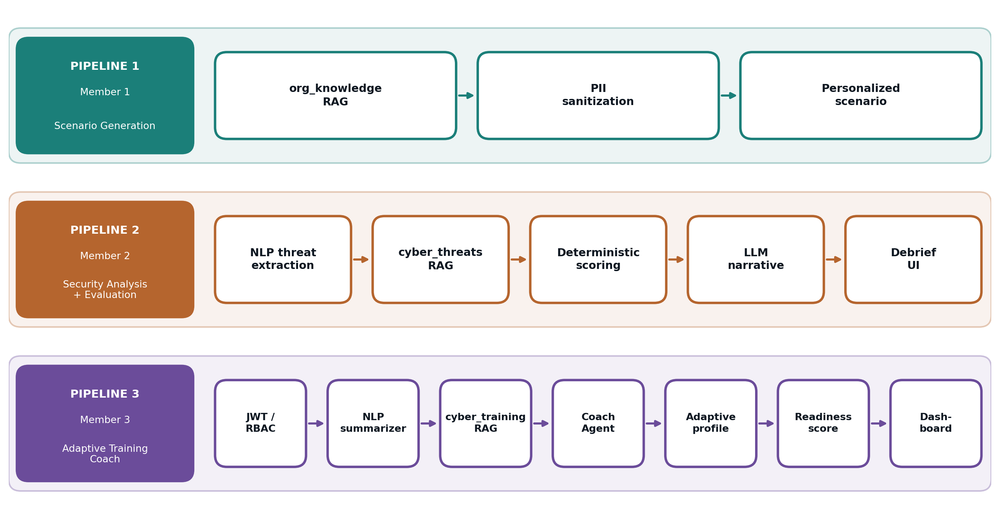 PIPELINE 1
Member 1
Scenario Generation
org_knowledge
RAG
PII
sanitization
Personalized
scenario
PIPELINE 2
Member 2
Security Analysis
+ Evaluation
NLP threat
extraction
cyber_threats
RAG
Deterministic
scoring
LLM
narrative
Debrief
UI
PIPELINE 3
Member 3
Adaptive Training
Coach
JWT /
RBAC
NLP
summarizer
cyber_training
RAG
Coach
Agent
Adaptive
profile
Readiness
score
Dash-
board